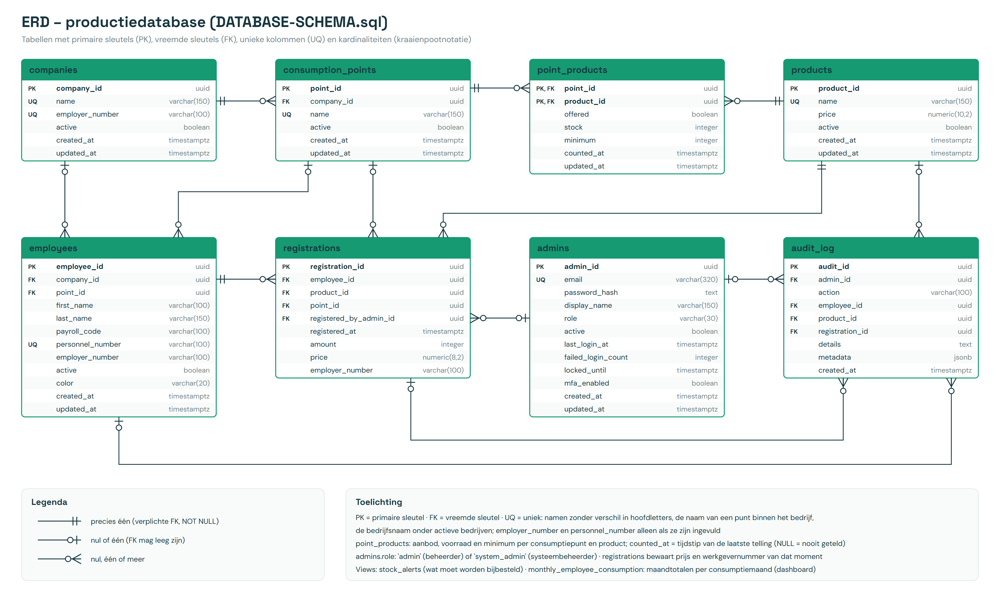 ERD – productiedatabase (DATABASE-SCHEMA.sql)
Tabellen met primaire sleutels (PK), vreemde sleutels (FK), unieke kolommen (UQ) en kardinaliteiten (kraaienpootnotatie)
companies
PK company_id uuid
UQ name varchar(150)
UQ employer_number varchar(100)
active boolean
created_at timestamptz
updated_at timestamptz
consumption_points
PK point_id uuid
FK company_id uuid
UQ name varchar(150)
active boolean
created_at timestamptz
updated_at timestamptz
point_products
PK, FK point_id uuid
PK, FK product_id uuid
offered boolean
stock integer
minimum integer
counted_at timestamptz
updated_at timestamptz
products
PK product_id uuid
UQ name varchar(150)
price numeric(10,2)
active boolean
created_at timestamptz
updated_at timestamptz
employees
PK employee_id uuid
FK company_id uuid
FK point_id uuid
first_name varchar(100)
last_name varchar(150)
payroll_code varchar(100)
UQ personnel_number varchar(100)
employer_number varchar(100)
active boolean
color varchar(20)
created_at timestamptz
updated_at timestamptz
registrations
PK registration_id uuid
FK employee_id uuid
FK product_id uuid
FK point_id uuid
FK registered_by_admin_id uuid
registered_at timestamptz
amount integer
price numeric(8,2)
employer_number varchar(100)
admins
PK admin_id uuid
UQ email varchar(320)
password_hash text
display_name varchar(150)
role varchar(30)
active boolean
last_login_at timestamptz
failed_login_count integer
locked_until timestamptz
mfa_enabled boolean
created_at timestamptz
updated_at timestamptz
audit_log
PK audit_id uuid
FK admin_id uuid
action varchar(100)
FK employee_id uuid
FK product_id uuid
FK registration_id uuid
details text
metadata jsonb
created_at timestamptz
Legenda
precies één (verplichte FK, NOT NULL)
nul of één (FK mag leeg zijn)
nul, één of meer
Toelichting
PK = primaire sleutel · FK = vreemde sleutel · UQ = uniek: namen zonder verschil in hoofdletters, de naam van een punt binnen het bedrijf,
de bedrijfsnaam onder actieve bedrijven; employer_number en personnel_number alleen als ze zijn ingevuld
point_products: aanbod, voorraad en minimum per consumptiepunt en product; counted_at = tijdstip van de laatste telling (NULL = nooit geteld)
admins.role: 'admin' (beheerder) of 'system_admin' (systeembeheerder) · registrations bewaart prijs en werkgevernummer van dat moment
Views: stock_alerts (wat moet worden bijbesteld) · monthly_employee_consumption: maandtotalen per consumptiemaand (dashboard)